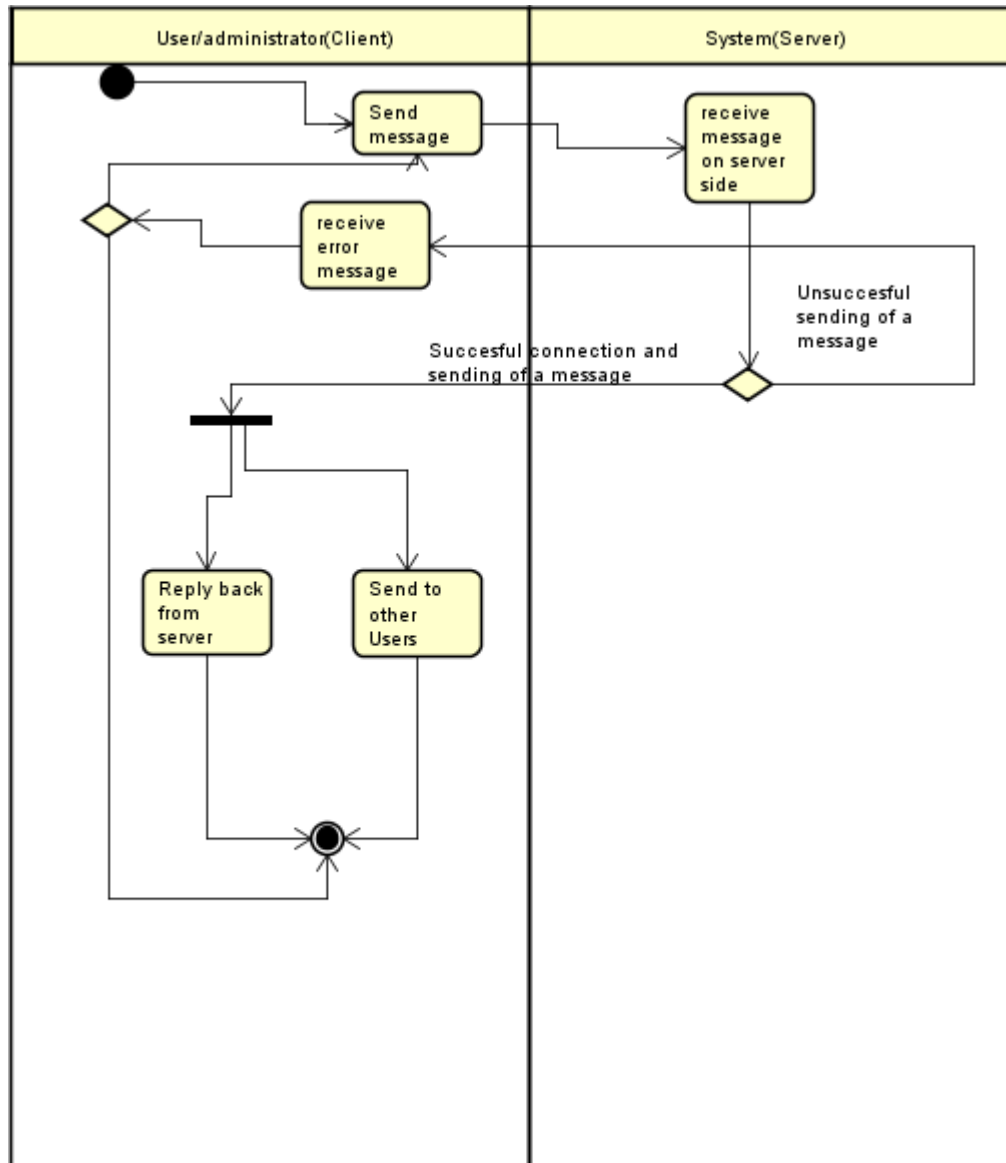 User/administrator(Client)
System(Server)
Send
message
receive
message
on server
side
receive
error
message
Unsuccesful
sending of a
message
Succesful connection and
sending of a message
Reply back
from
server
Send to
other
Users